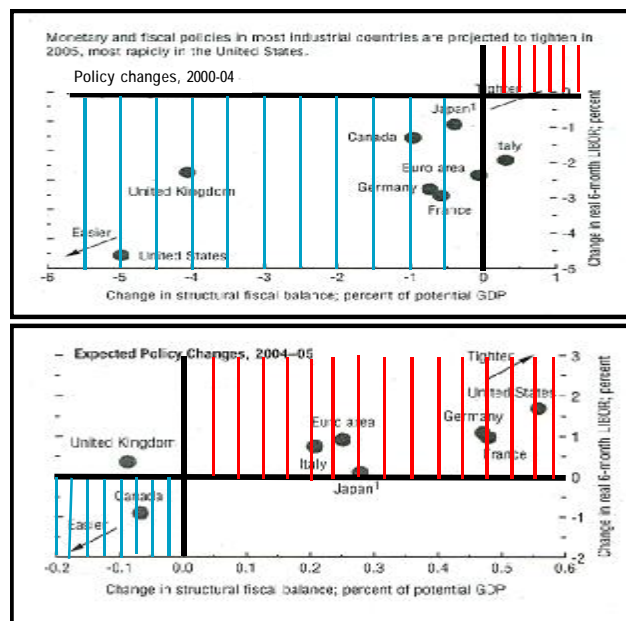 Monetary and fiscal policies in most industrial countries are projected to tighten in
2005, most rapidly in the United States.
Policy changes, 2000-04
Tighter
0
Japan1
-1
Canada
Italy
-2
Euro area
United Kingdom
Germany
-3
France
Easier
-4
United States
-5
-6 -5 -4 -3 -2 -1 0 1
Change in structural fiscal balance; percent of potential GDP
Change in real 6-month LIBOR; percent
Expected Policy Changes, 2004–05
Tighter
3
United States
2
Euro area
Germany
United Kingdom
1
Italy
France
0
Japan1
Canada
-1
Easier
-2
-0.2 -0.1 0.0 0.1 0.2 0.3 0.4 0.5 0.6
Change in structural fiscal balance; percent of potential GDP
Change in real 6-month LIBOR; percent